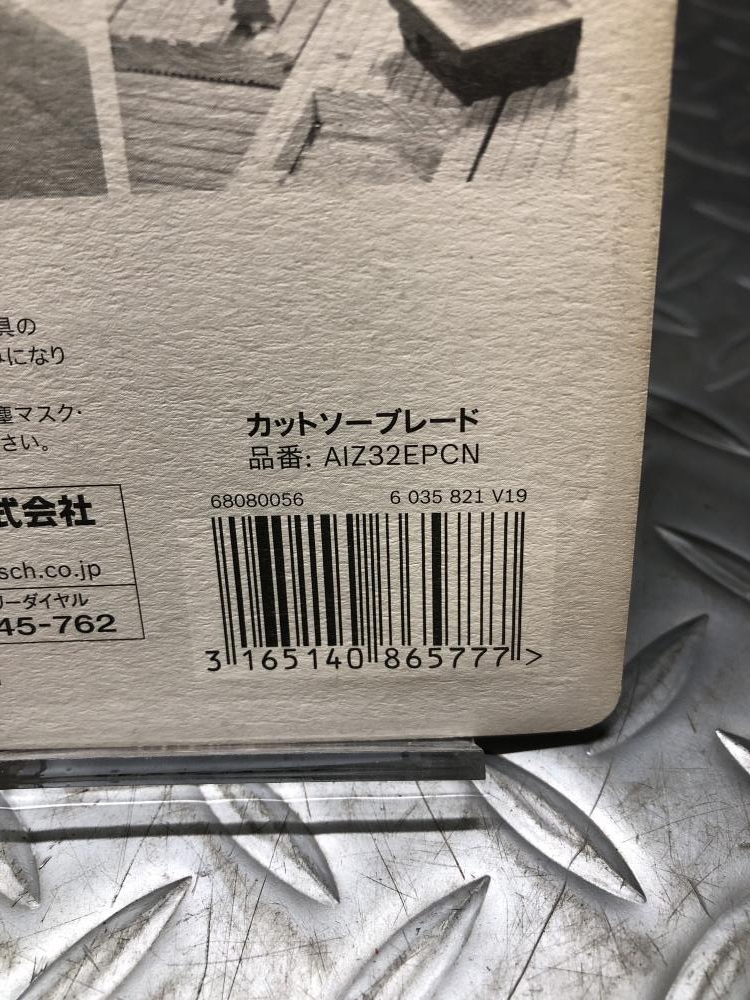 具の
になり
塵マスク・
さい。
カットソーブレード
品番: AIZ32EPCN
68080056 6 035 821 V19
式会社
sch.co.jp
リーダイヤル
45-762
3 165140 865777 >